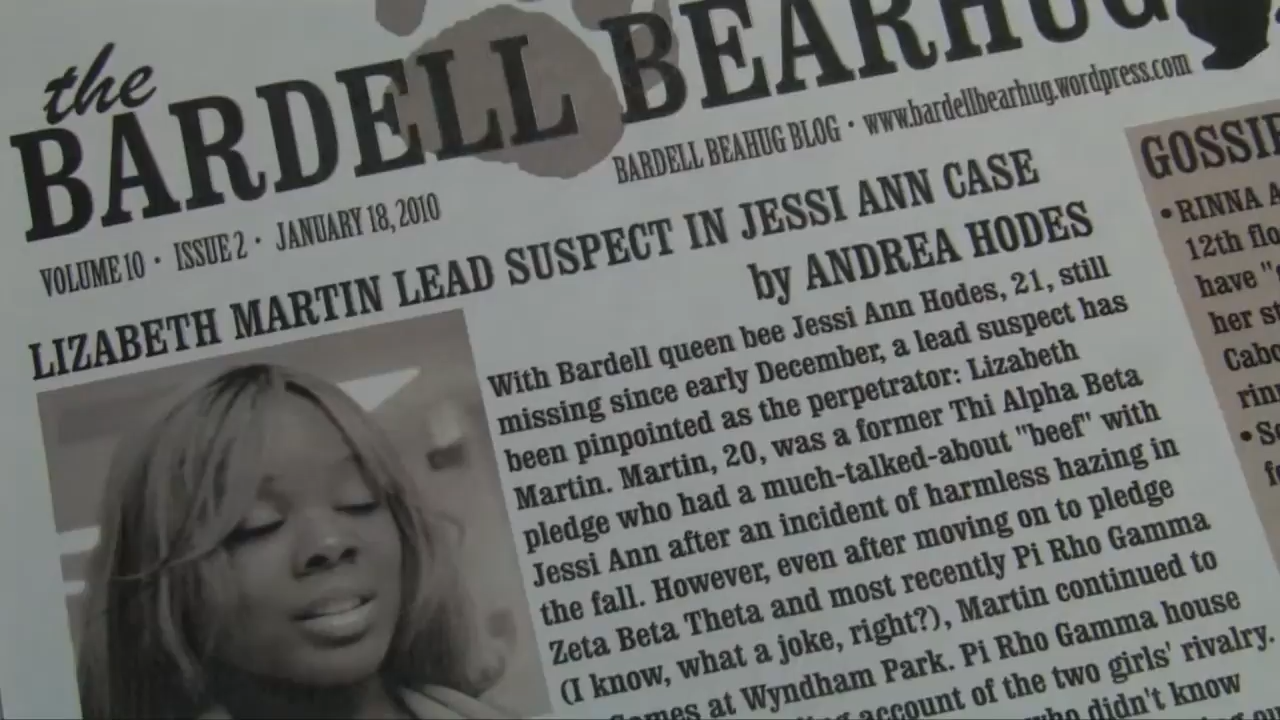 the
BARDELL BEARHUG
BARDELL BEAHUG BLOG · www.bardellbearhug.wordpress.com
VOLUME 10 · ISSUE 2 · JANUARY 18, 2010
LIZABETH MARTIN LEAD SUSPECT IN JESSI ANN CASE
by ANDREA HODES
With Bardell queen bee Jessi Ann Hodes, 21, still
missing since early December, a lead suspect has
been pinpointed as the perpetrator: Lizabeth
Martin. Martin, 20, was a former Thi Alpha Beta
pledge who had a much-talked-about "beef" with
Jessi Ann after an incident of harmless hazing in
the fall. However, even after moving on to pledge
Zeta Beta Theta and most recently Pi Rho Gamma
(I know, what a joke, right?), Martin continued to
at Wyndham Park. Pi Rho Gamma house
account of the two girls' rivalry.
who didn't know
GOSSIP
• RINNA
12th
have
her
•